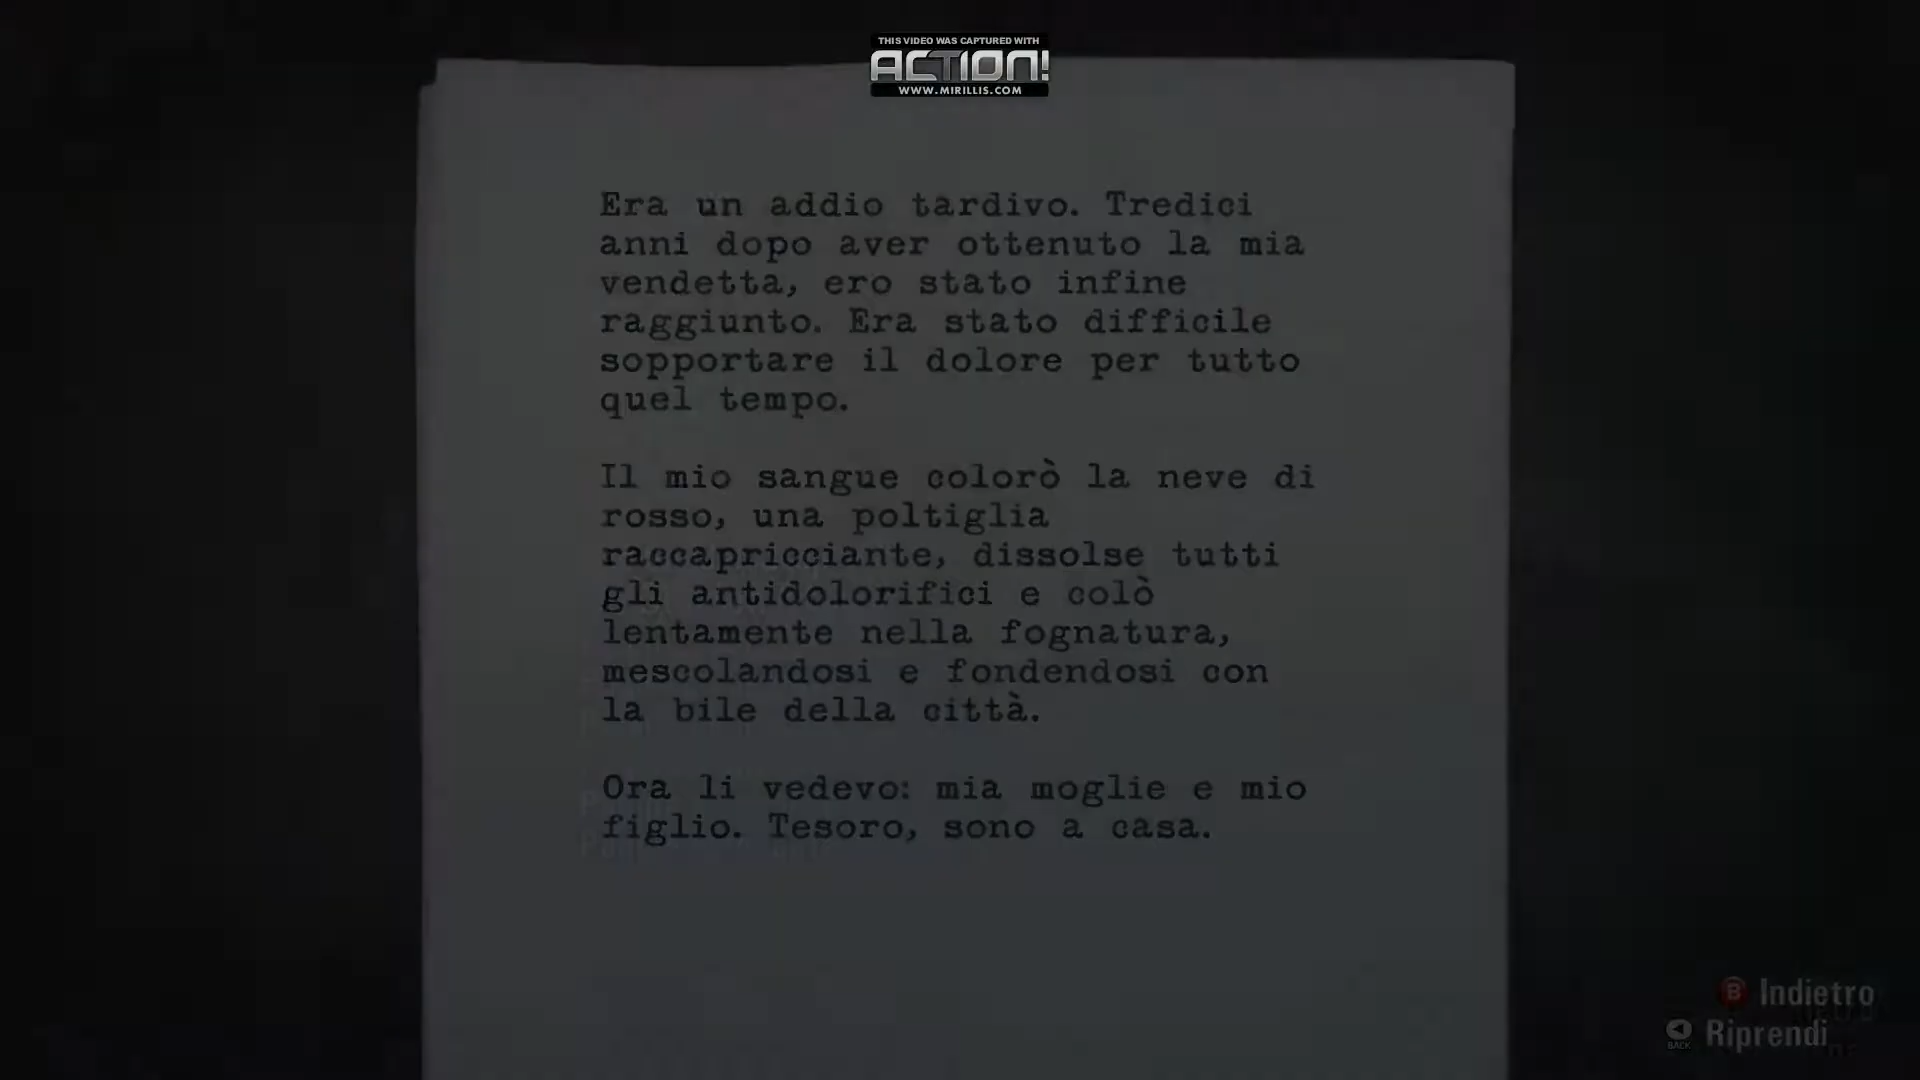 THIS VIDEO WAS CAPTURED WITH
ACTION!
WWW.MIRILLIS.COM
Era un addio tardivo. Tredici
anni dopo aver ottenuto la mia
vendetta, ero stato infine
raggiunto. Era stato difficile
sopportare il dolore per tutto
quel tempo.
Il mio sangue colorò la neve di
rosso, una poltiglia
raccapricciante, dissolse tutti
gli antidolorifici e colò
lentamente nella fognatura,
mescolandosi e fondendosi con
la bile della città.
Ora li vedevo: mia moglie e mio
figlio. Tesoro, sono a casa.
B Indietro
BACK Riprendi